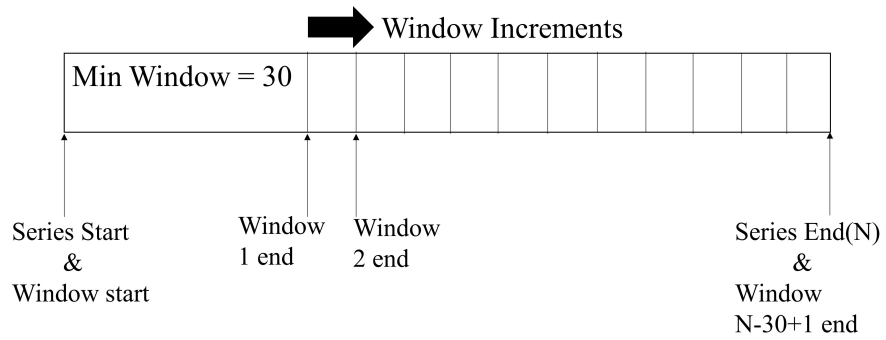 Window Increments
Min Window = 30
Series Start
&
Window start
Window
1 end
Window
2 end
Series End(N)
&
Window
N-30+1 end